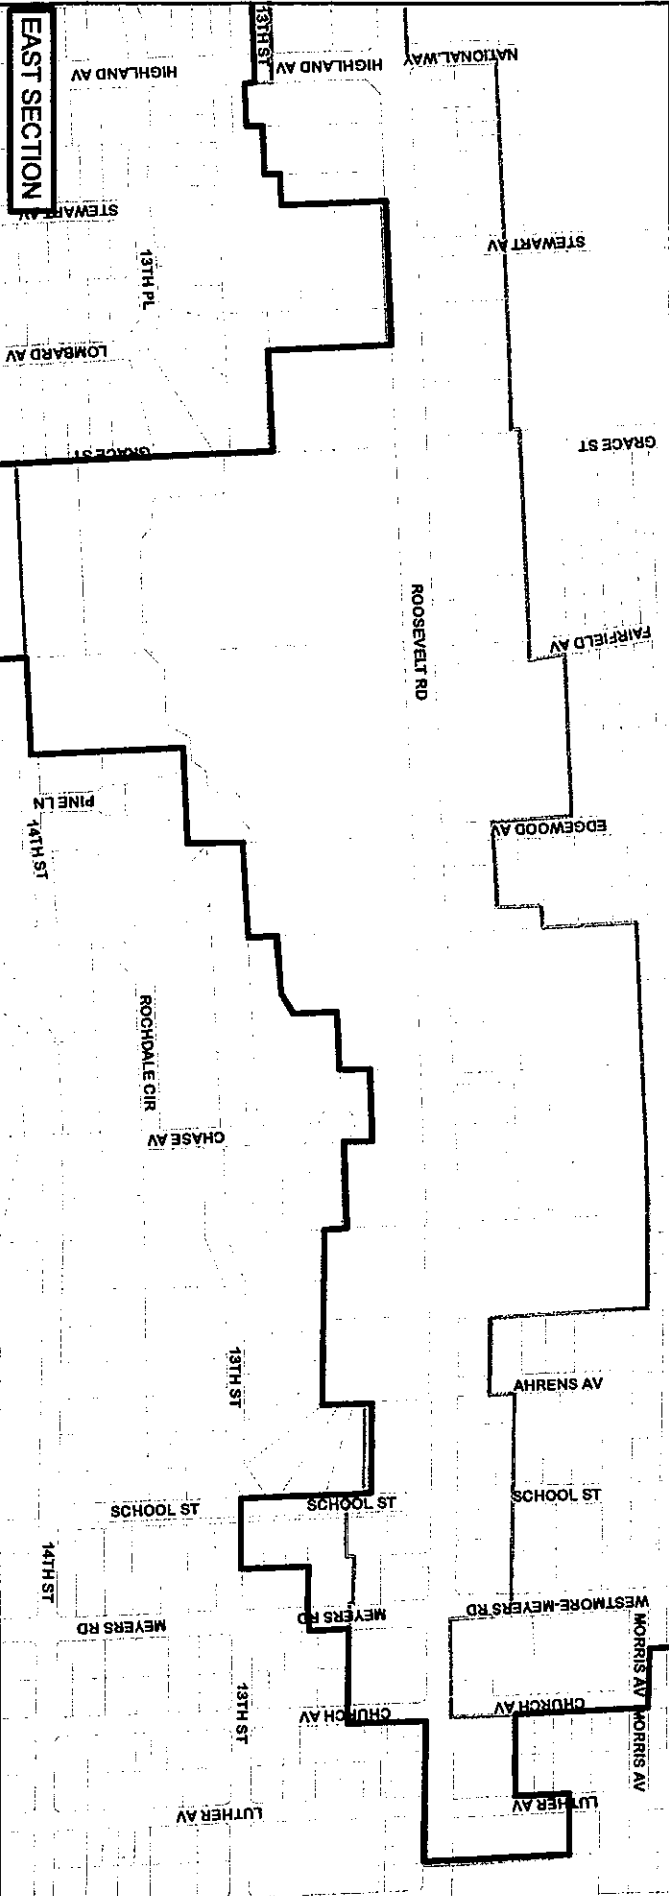 EAST SECTION
13TH ST
HIGHLAND AV
HIGHLAND AV
NATIONAL WAY
STEWART AV
STEWART AV
13TH PL
LOMBARD AV
GRACE ST
GRACE ST
ROOSEVELT RD
FAIRFIELD AV
PINE LN
14TH ST
EDGEWOOD AV
ROCHDALE CIR
CHASE AV
13TH ST
AHRENS AV
SCHOOL ST
SCHOOL ST
SCHOOL ST
14TH ST
MEYERS RD
MEYERS RD
WESTMORE-MEYERS RD
MORRIS AV
13TH ST
CHURCH AV
CHURCH AV
MORRIS AV
LUTHER AV
LUTHER AV